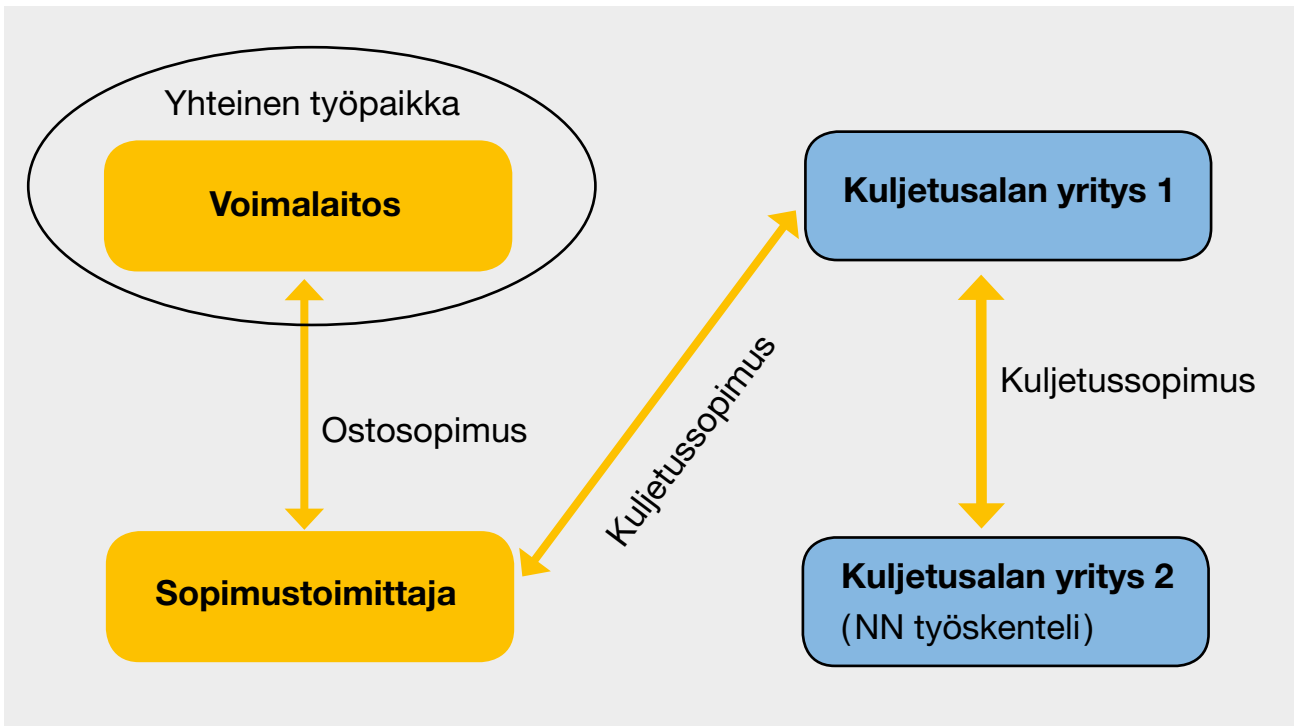 Yhteinen työpaikka
Voimalaitos
Kuljetusalan yritys 1
Ostosopimus
Kuljetussopimus
Kuljetussopimus
Sopimustoimittaja
Kuljetusalan yritys 2
(NN työskenteli)